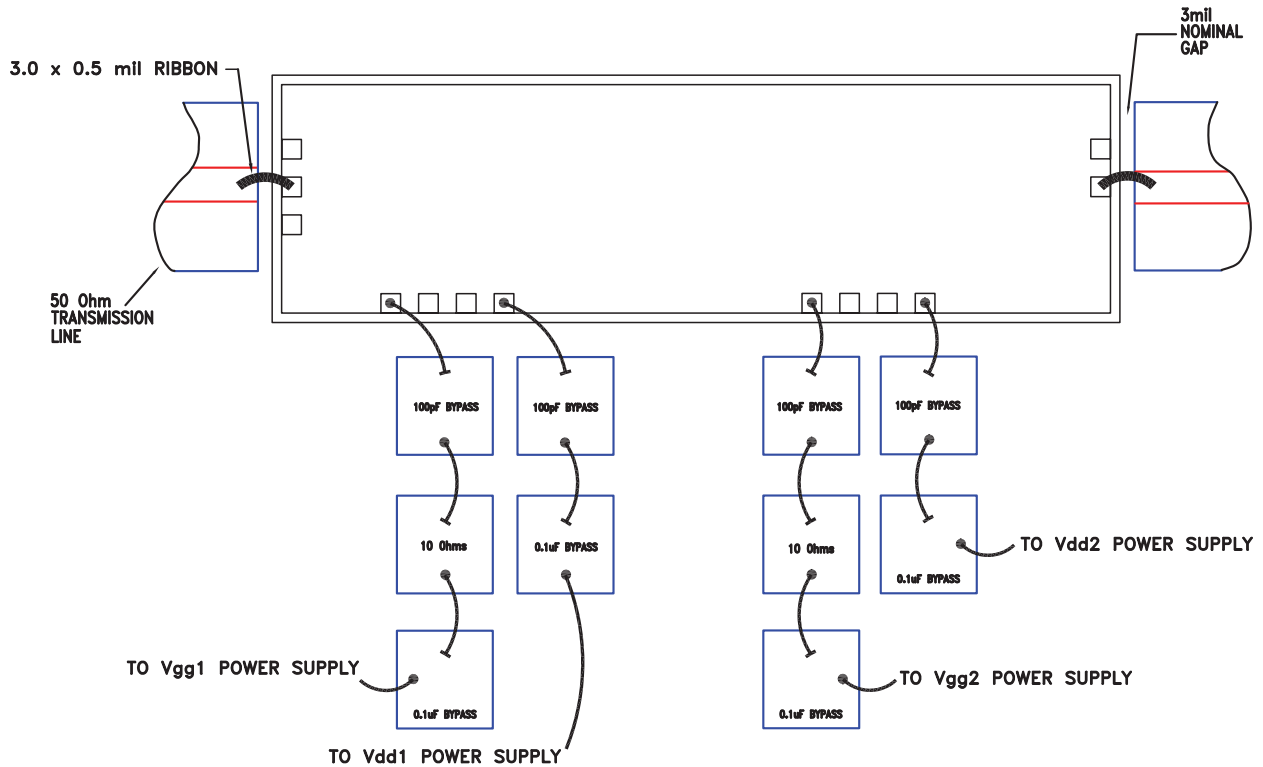 3mil
NOMINAL
GAP
3.0 x 0.5 mil RIBBON
50 Ohm
TRANSMISSION
LINE
100pF BYPASS
100pF BYPASS
100pF BYPASS
100pF BYPASS
10 Ohms
0.1uF BYPASS
10 Ohms
TO Vdd2 POWER SUPPLY
0.1uF BYPASS
TO Vgg1 POWER SUPPLY
TO Vgg2 POWER SUPPLY
0.1uF BYPASS
0.1uF BYPASS
TO Vdd1 POWER SUPPLY